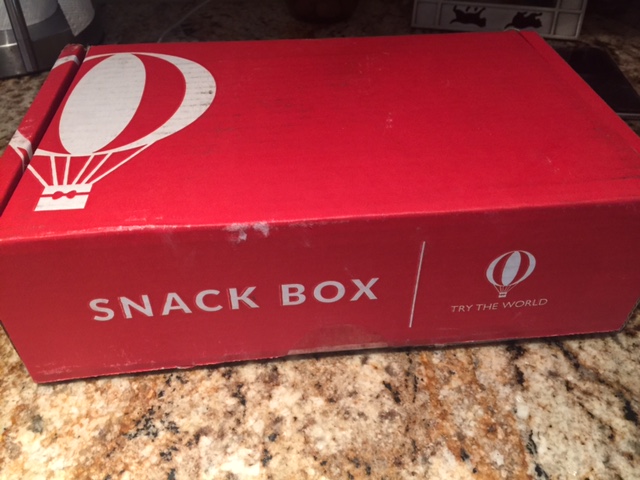 SNACK BOX
TRY THE WORLD